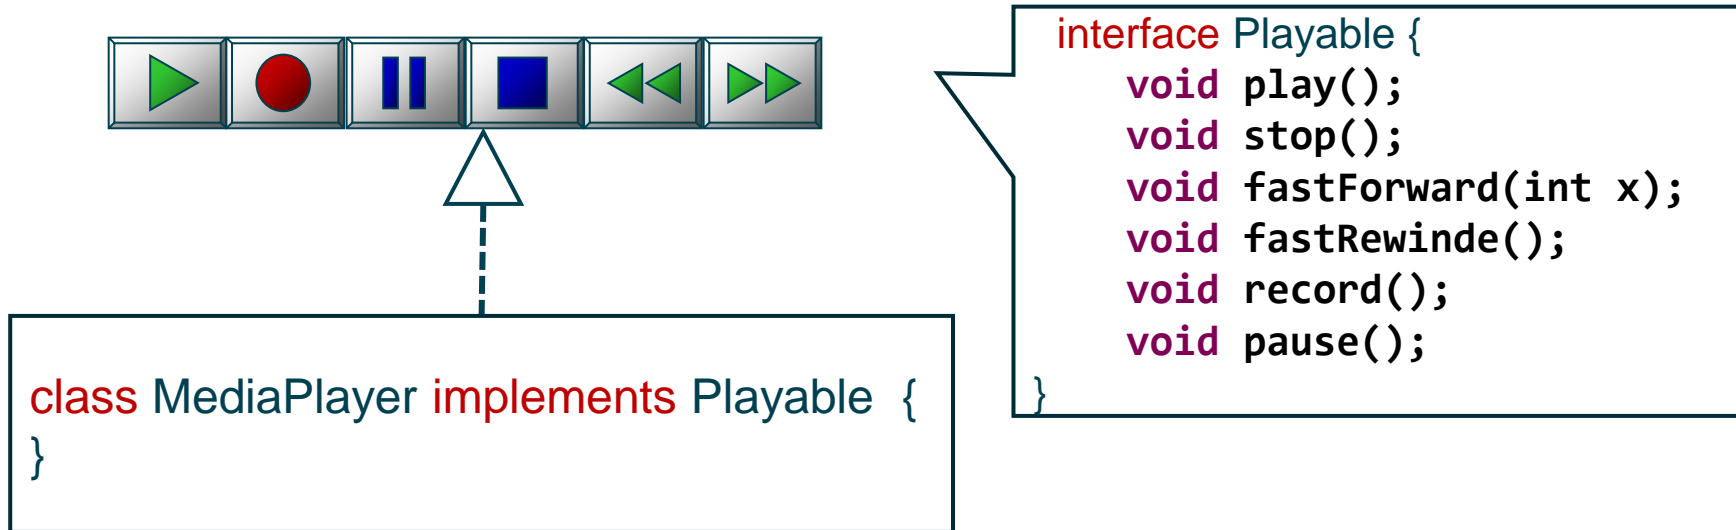 interface Playable {
void play();
void stop();
void fastForward(int x);
void fastRewinde();
void record();
void pause();
}
class MediaPlayer implements Playable {
}